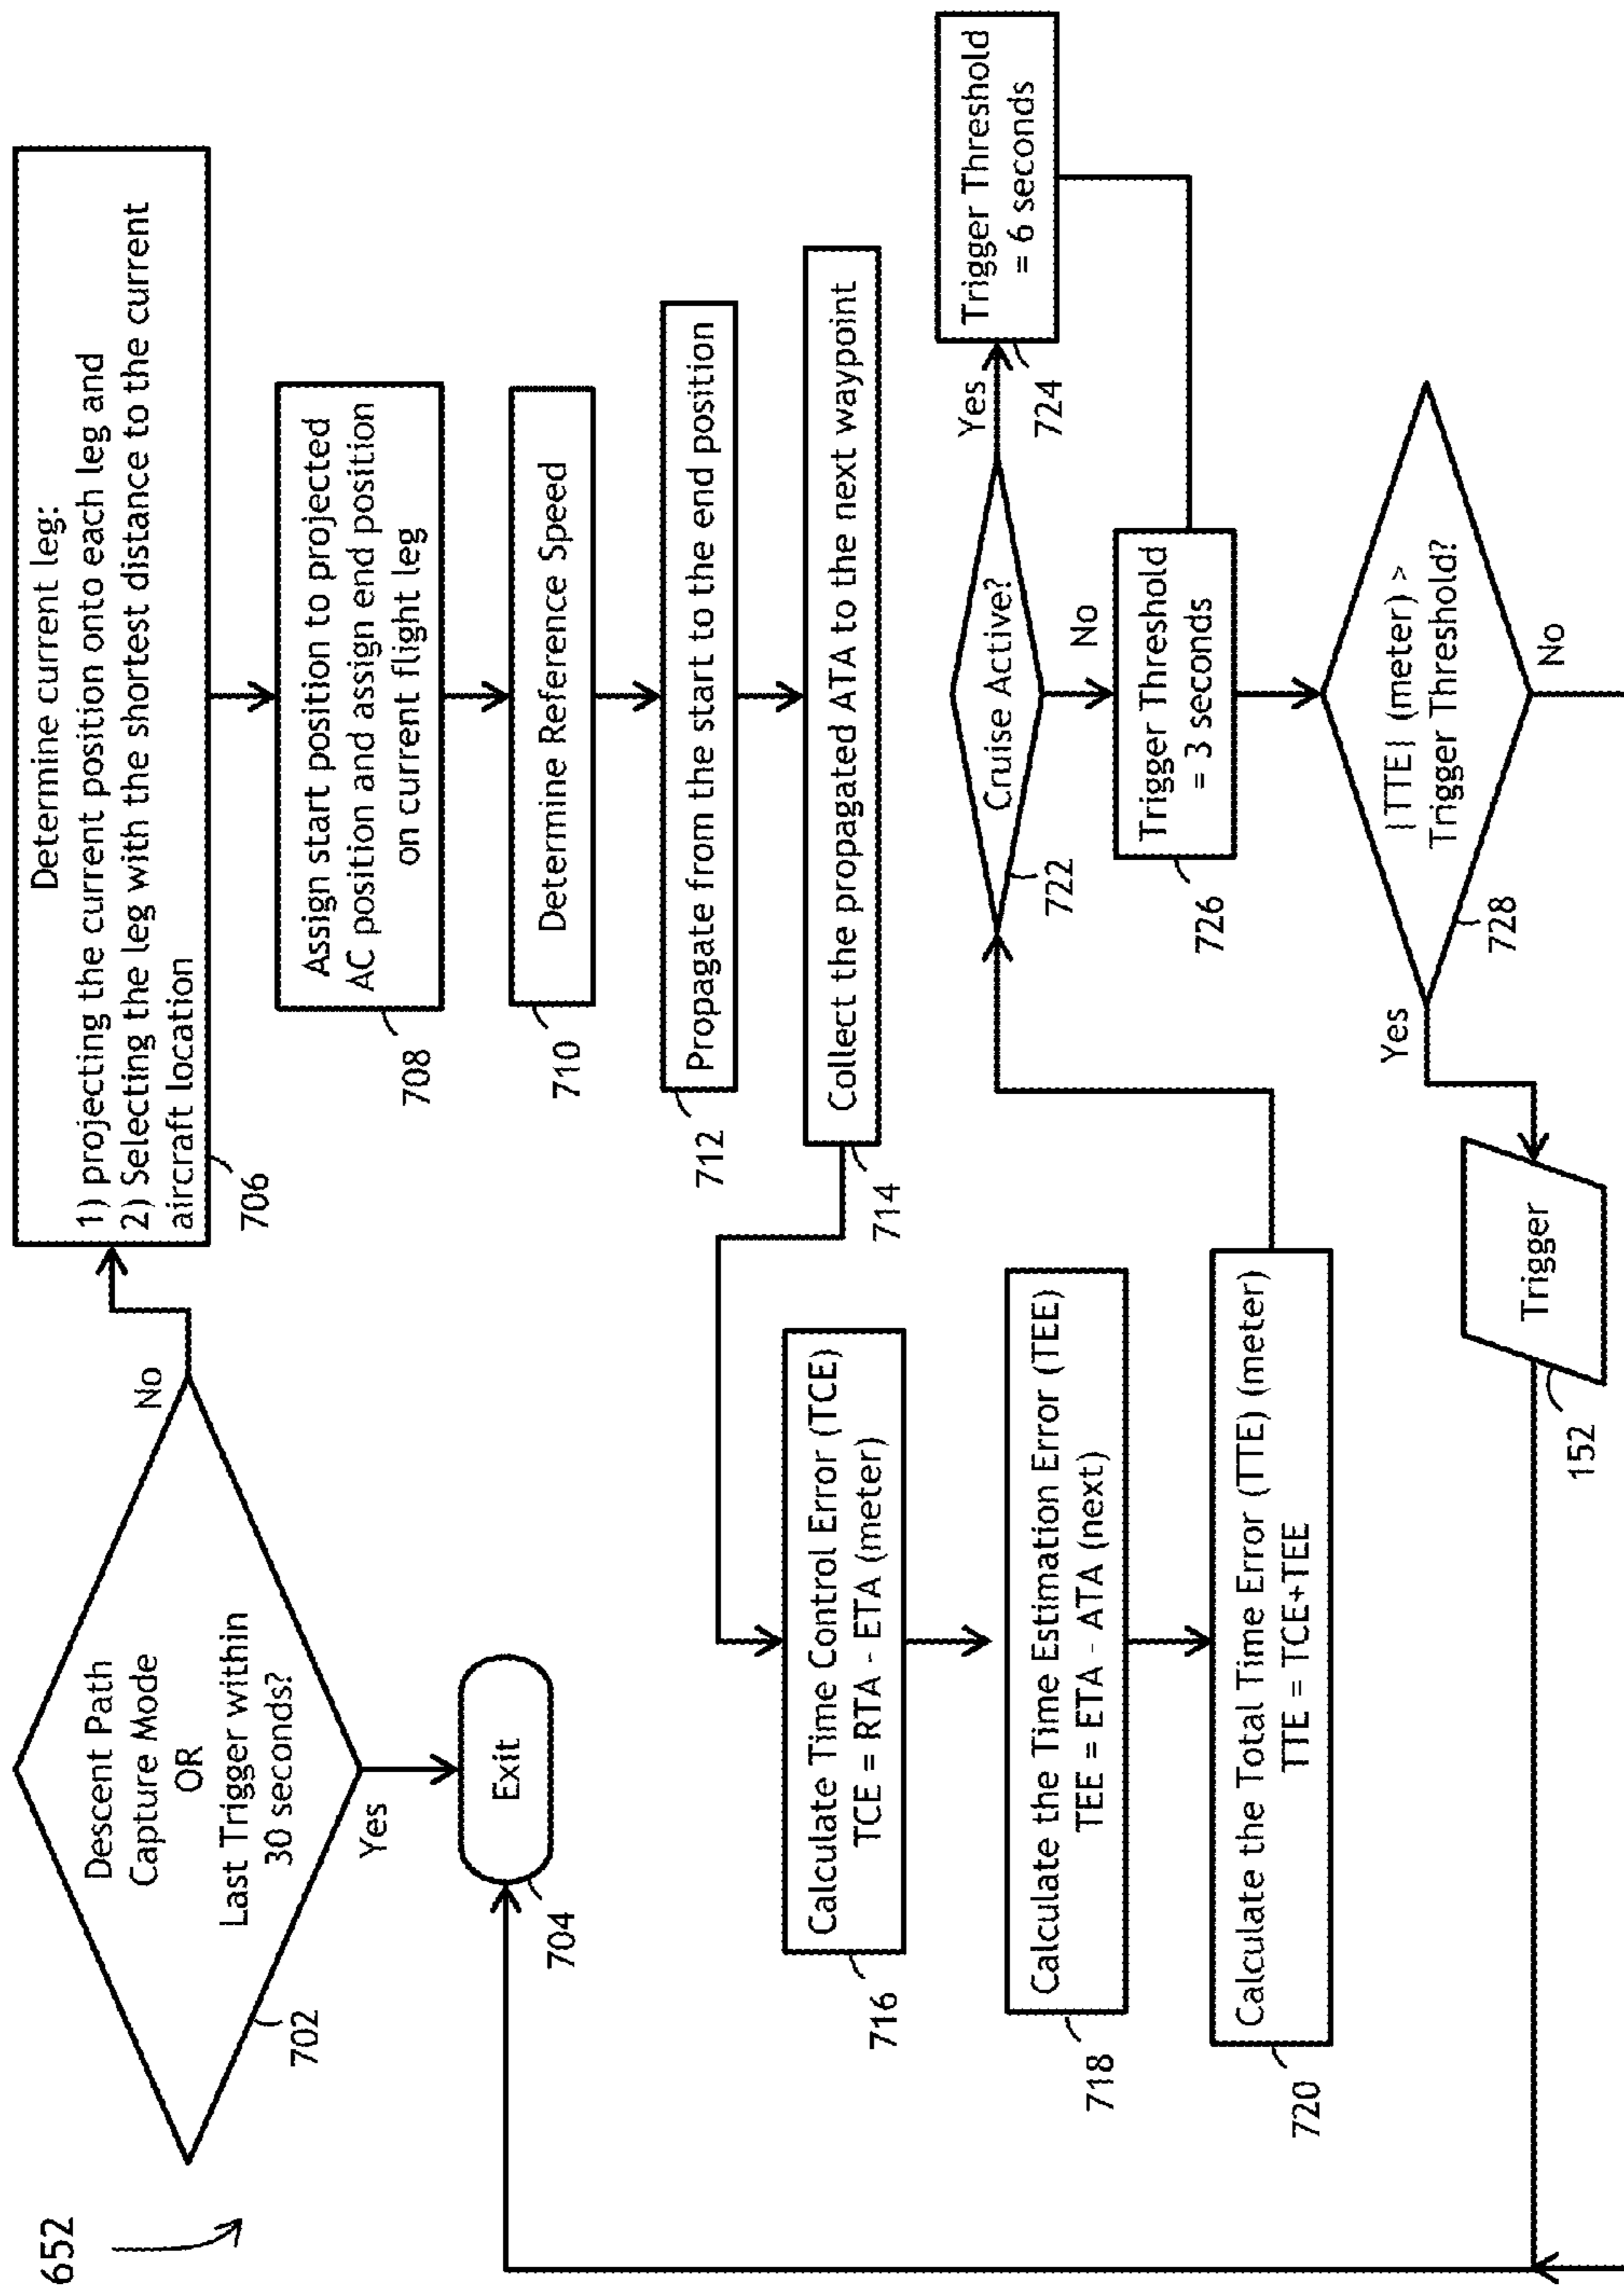 652
Descent Path
Capture Mode
OR
Last Trigger within
30 seconds?
702
No
Yes
Exit
704
Determine current leg:
1) projecting the current position onto each leg and
2) Selecting the leg with the shortest distance to the current
aircraft location
706
Assign start position to projected
AC position and assign end position
on current flight leg
708
Determine Reference Speed
710
Propagate from the start to the end position
712
Collect the propagated ATA to the next waypoint
714
Calculate Time Control Error (TCE)
TCE = RTA - ETA (meter)
716
Calculate the Time Estimation Error (TEE)
TEE = ETA - ATA (next)
718
Calculate the Total Time Error (TTE) (meter)
TTE = TCE+TEE
720
Cruise Active?
722
Yes
Trigger Threshold
= 6 seconds
724
No
Trigger Threshold
= 3 seconds
726
|TTE| (meter) >
Trigger Threshold?
728
Yes
No
Trigger
152